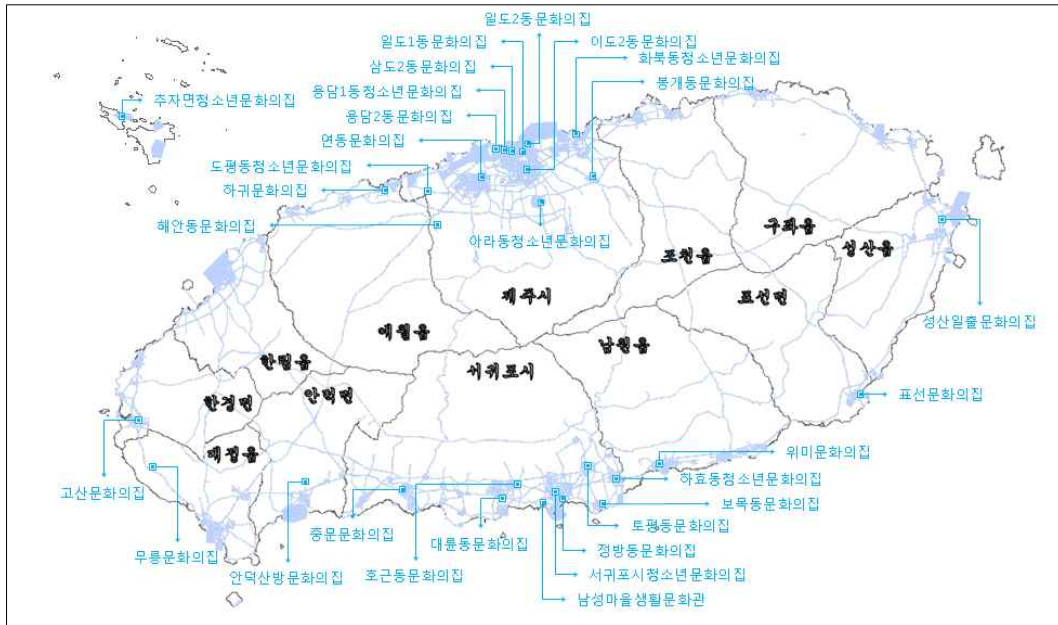 일도2동문화의집
일도1동문화의집
이도2동문화의집
화북동청소년문화의집
삼도2동문화의집
봉개동문화의집
용담1동청소년문화의집
추자면청소년문화의집
용담2동문화의집
연동문화의집
도평동청소년문화의집
하귀문화의집
해안동문화의집
아라동청소년문화의집
구좌읍
성산읍
조천읍
제주시
표선면
성산일출문화의집
애월읍
남원읍
한림읍
서귀포시
안덕면
한경면
표선문화의집
대정읍
위미문화의집
고산문화의집
하효동청소년문화의집
보목동문화의집
토평동문화의집
중문문화의집
대륜동문화의집
정방동문화의집
무릉문화의집
안덕산방문화의집
호근동문화의집
서귀포시청소년문화의집
남성마을생활문화관